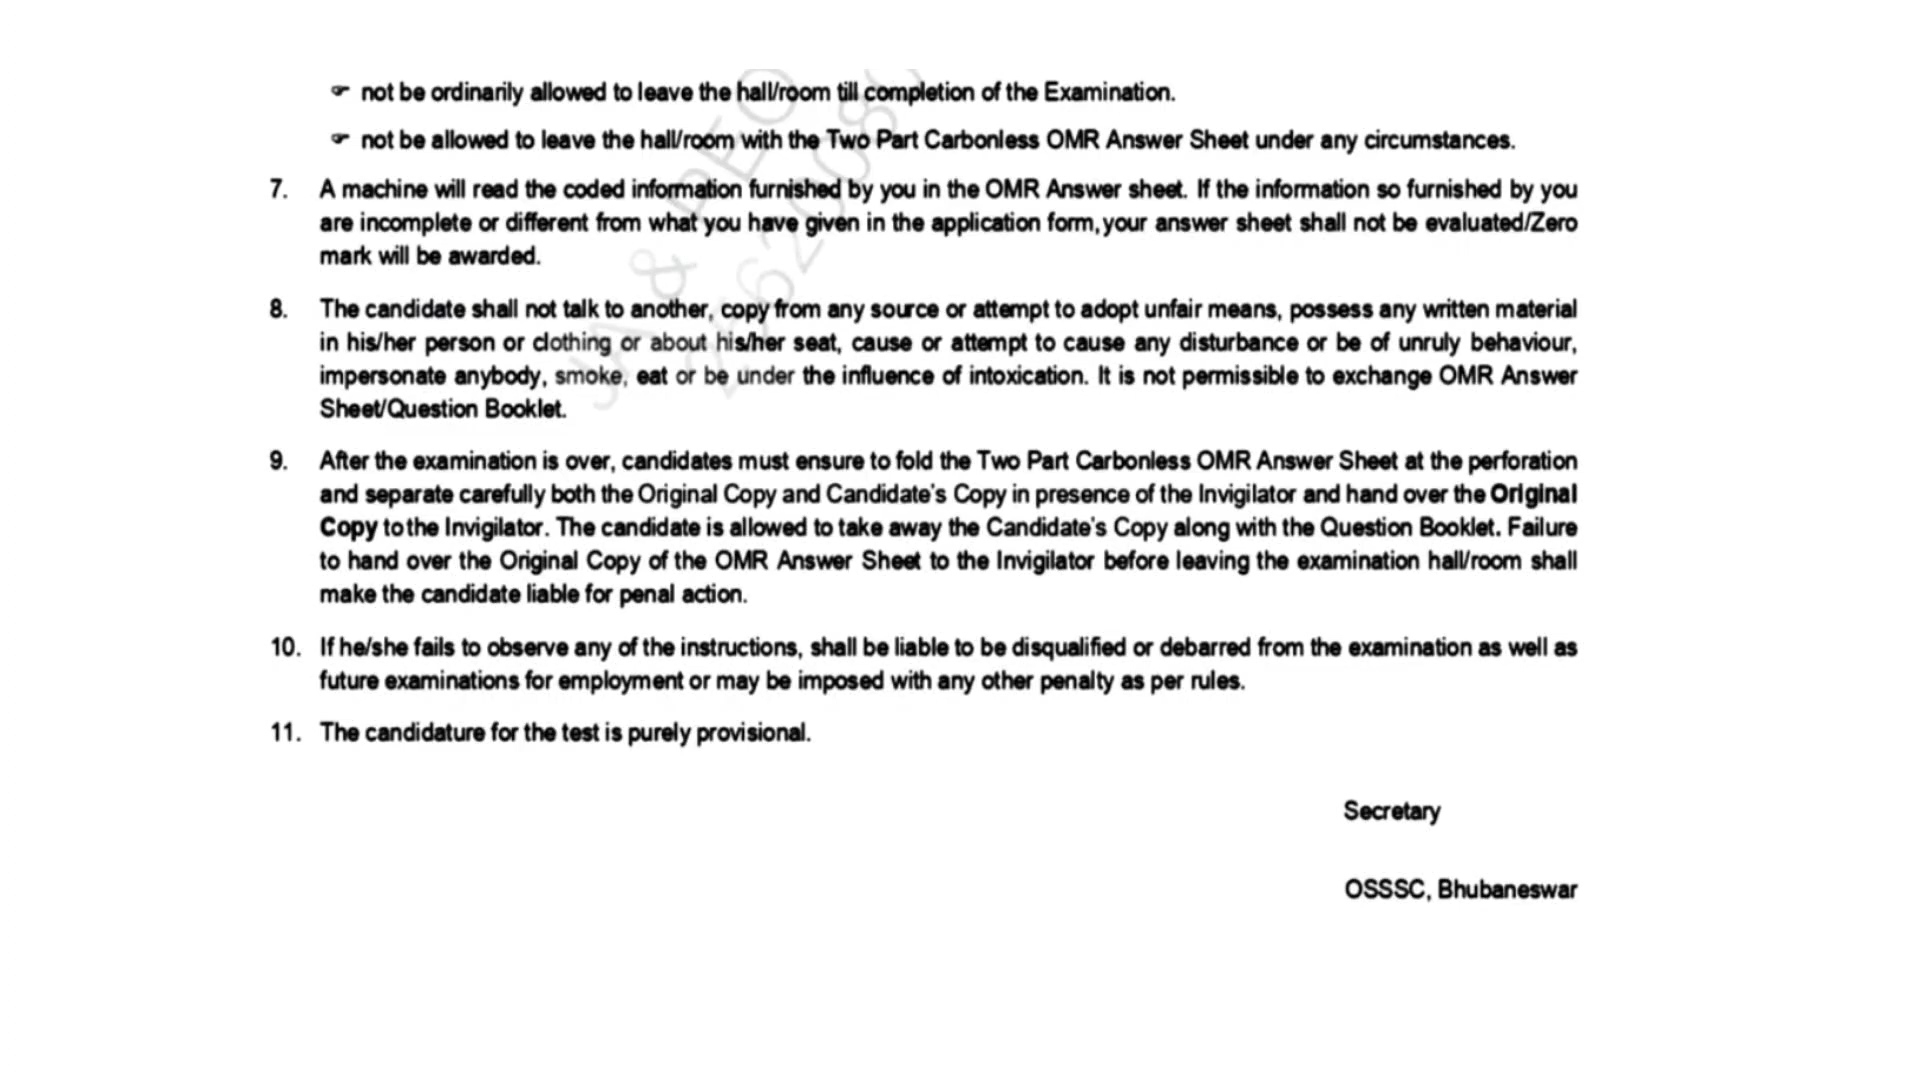 ☞ not be ordinarily allowed to leave the hall/room till completion of the Examination.
☞ not be allowed to leave the hall/room with the Two Part Carbonless OMR Answer Sheet under any circumstances.
7. A machine will read the coded information furnished by you in the OMR Answer sheet. If the information so furnished by you
are incomplete or different from what you have given in the application form, your answer sheet shall not be evaluated/Zero
mark will be awarded.
8. The candidate shall not talk to another, copy from any source or attempt to adopt unfair means, possess any written material
in his/her person or clothing or about his/her seat, cause or attempt to cause any disturbance or be of unruly behaviour,
impersonate anybody, smoke, eat or be under the influence of intoxication. It is not permissible to exchange OMR Answer
Sheet/Question Booklet.
9. After the examination is over, candidates must ensure to fold the Two Part Carbonless OMR Answer Sheet at the perforation
and separate carefully both the Original Copy and Candidate's Copy in presence of the Invigilator and hand over the Original
Copy to the Invigilator. The candidate is allowed to take away the Candidate's Copy along with the Question Booklet. Failure
to hand over the Original Copy of the OMR Answer Sheet to the Invigilator before leaving the examination hall/room shall
make the candidate liable for penal action.
10. If he/she fails to observe any of the instructions, shall be liable to be disqualified or debarred from the examination as well as
future examinations for employment or may be imposed with any other penalty as per rules.
11. The candidature for the test is purely provisional.
Secretary
OSSSC, Bhubaneswar
JA & PEO